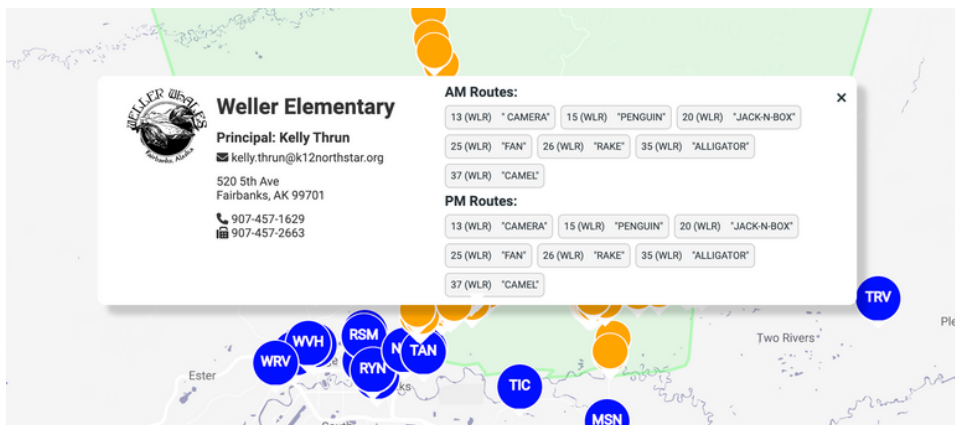 WELLER WHALES
Fairbanks, Alaska
Weller Elementary
Principal: Kelly Thrun
kelly.thrun@k12northstar.org
520 5th Ave
Fairbanks, AK 99701
907-457-1629
907-457-2663
AM Routes:
13 (WLR) " CAMERA" 15 (WLR) "PENGUIN" 20 (WLR) "JACK-N-BOX"
25 (WLR) "FAN" 26 (WLR) "RAKE" 35 (WLR) "ALLIGATOR"
37 (WLR) "CAMEL"
PM Routes:
13 (WLR) "CAMERA" 15 (WLR) "PENGUIN" 20 (WLR) "JACK-N-BOX"
25 (WLR) "FAN" 26 (WLR) "RAKE" 35 (WLR) "ALLIGATOR"
37 (WLR) "CAMEL"
×
TRV
Two Rivers
RSM
WVH
TAN
WRV
RYN
Ester
TIC
MSN